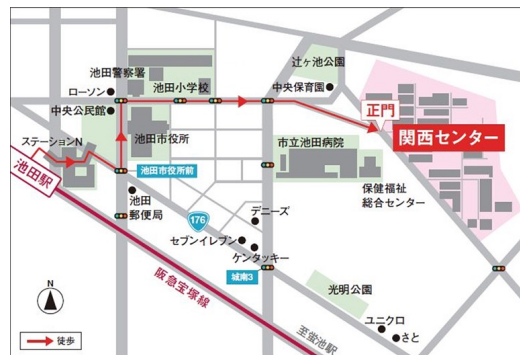 辻ヶ池公園
池田警察署
池田小学校
ローソン
中央保育園
中央公民館
正門
関西センター
ステーションN
池田市役所
市立池田病院
池田市役所前
池田駅
保健福祉
総合センター
池田
郵便局
デニーズ
176
セブンイレブン
ケンタッキー
城南3
阪急宝塚線
光明公園
N
ユニクロ
至蛍池駅
さと
徒歩